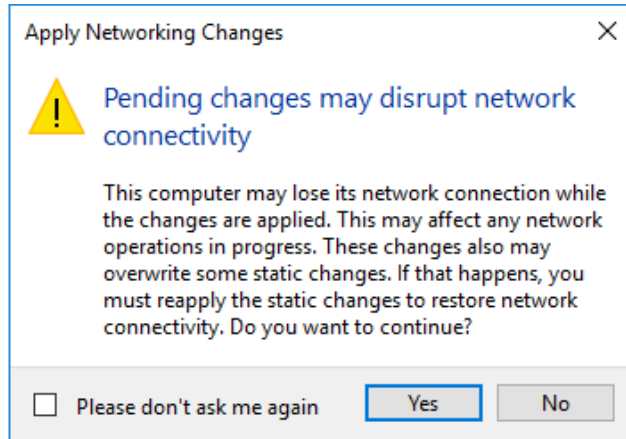 Apply Networking Changes
Pending changes may disrupt network
connectivity
This computer may lose its network connection while
the changes are applied. This may affect any network
operations in progress. These changes also may
overwrite some static changes. If that happens, you
must reapply the static changes to restore network
connectivity. Do you want to continue?
Please don't ask me again
Yes
No